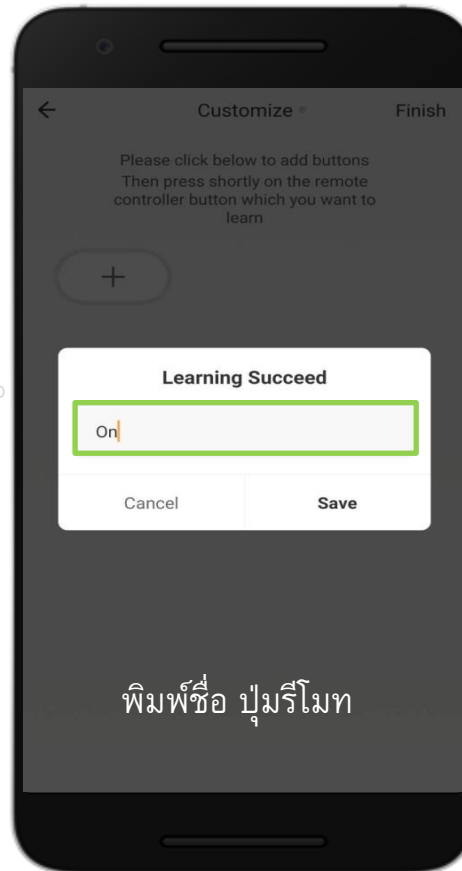 Customize Finish
Please click below to add buttons
Then press shortly on the remote
controller button which you want to
learn
Learning Succeed
On
Cancel Save
พิมพ์ชื่อ ปุ่มรีโมท